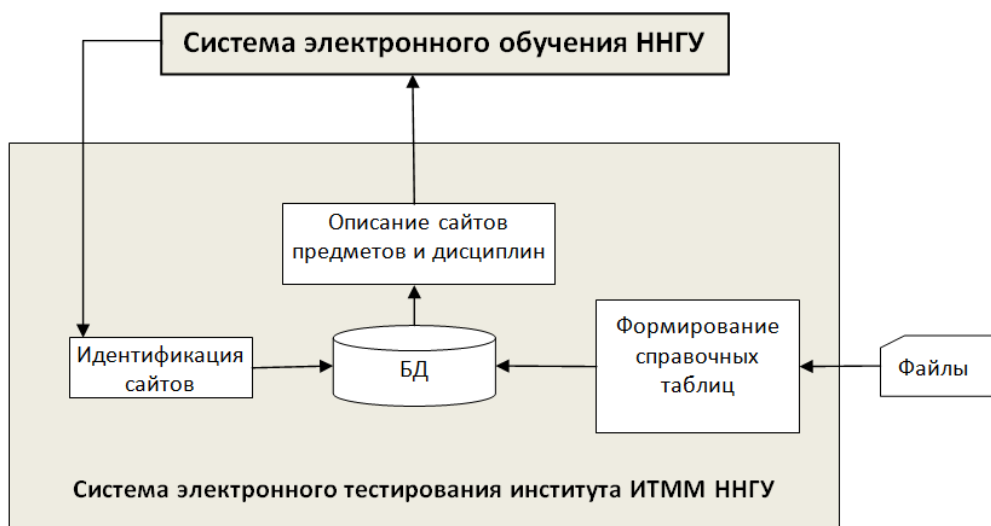 Система электронного обучения ННГУ
Описание сайтов
предметов и дисциплин
Идентификация
сайтов
БД
Формирование
справочных
таблиц
Файлы
Система электронного тестирования института ИТММ ННГУ